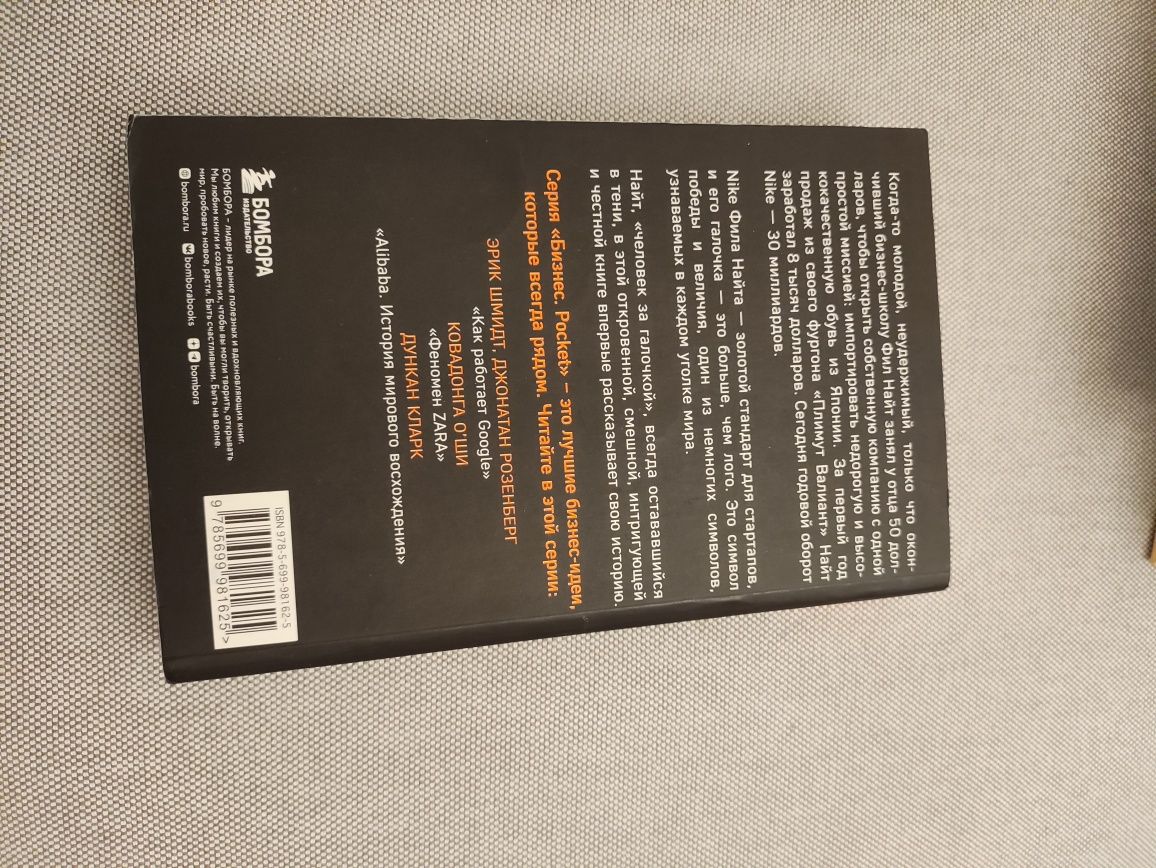 Когда-то молодой, неудержимый, только что окон-
чивший бизнес-школу Фил Найт занял у отца 50 дол-
ларов, чтобы открыть собственную компанию с одной
простой миссией: импортировать недорогую и высо-
кокачественную обувь из Японии. За первый год
продаж из своего фургона «Плимут Валиант» Найт
заработал 8 тысяч долларов. Сегодня годовой оборот
Nike — 30 миллиардов.
Nike Фила Найта — золотой стандарт для стартапов,
и его галочка — это больше, чем лого. Это символ
победы и величия, один из немногих символов,
узнаваемых в каждом уголке мира.
Найт, «человек за галочкой», всегда остававшийся
в тени, в этой откровенной, смешной, интригующей
и честной книге впервые рассказывает свою историю.
Серия «Бизнес. Pocket» – это лучшие бизнес-идеи,
которые всегда рядом. Читайте в этой серии:
ЭРИК ШМИДТ, ДЖОНАТАН РОЗЕНБЕРГ
«Как работает Google»
КОВАДОНГА О'ШИ
«Феномен ZARA»
ДУНКАН КЛАРК
«Alibaba. История мирового восхождения»
БОМБОРА
ИЗДАТЕЛЬСТВО
БОМБОРА – лидер на рынке полезных и вдохновляющих книг.
Мы любим книги и создаем их, чтобы вы могли творить, открывать
мир, пробовать новое, расти. Быть счастливыми. Быть на волне.
bombora.ru bomborabooks bombora
ISBN 978-5-699-98162-5
9 785699 981625 >